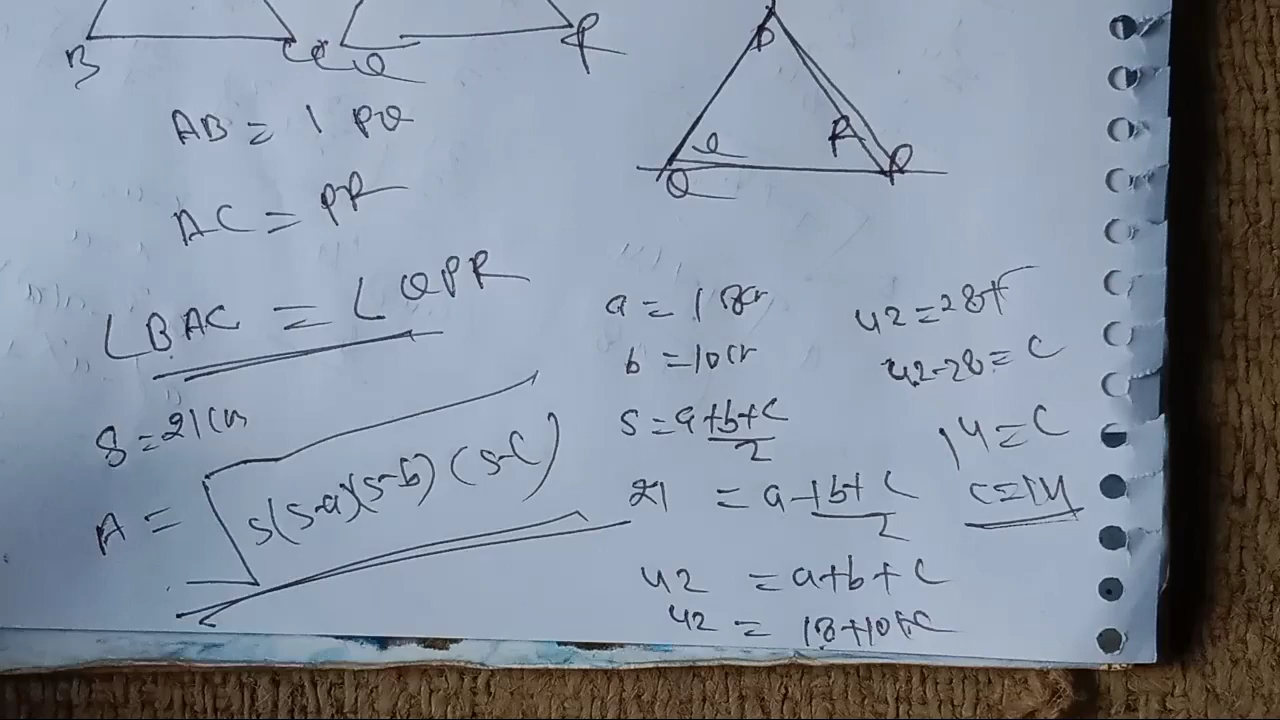 B C Q R
P
Q R
Q R
AB = | PQ
AC = PR
∠BAC = ∠QPR
S = 21cm
A = √s(s-a)(s-b)(s-c)
a = 18cm
b = 10cm
S = a+b+c/2
21 = a+b+c/2
42 = a+b+c
42 = 18+10+c
42 = 28+
42-28 = c
14 = c
c = 14